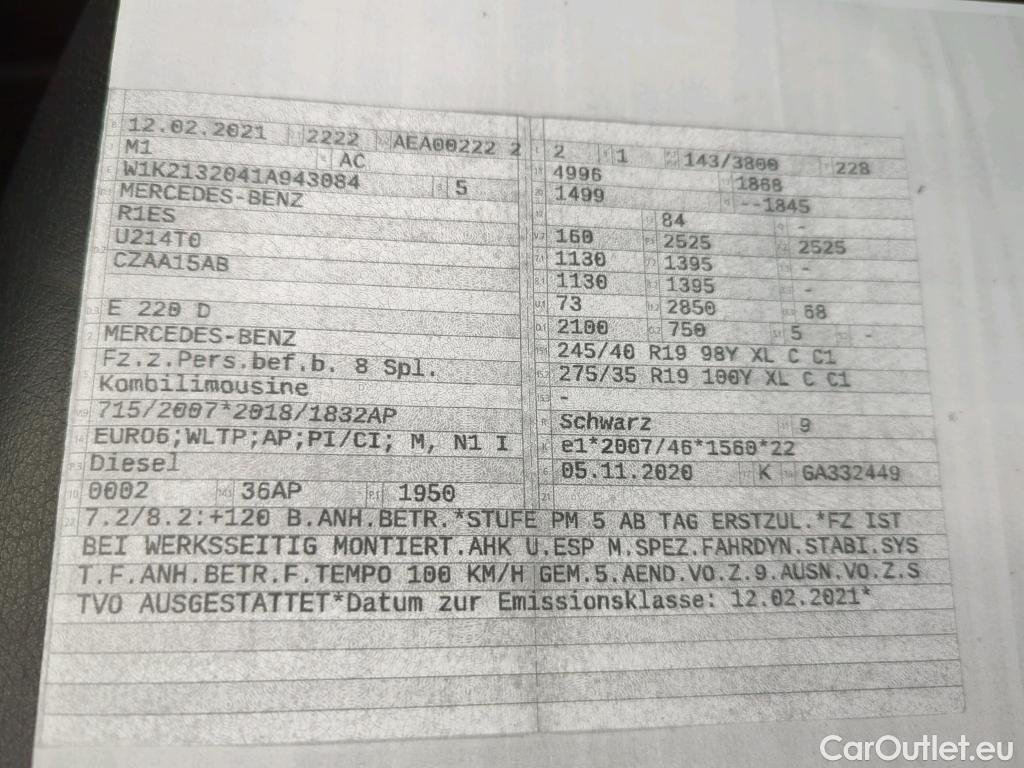 12.02.2021 2222 AEA00222 2
M1 AC
W1K2132041A943084 5
MERCEDES-BENZ
R1ES
U214T0
CZAA15AB
E 220 D
MERCEDES-BENZ
Fz.z.Pers.bef.b. 8 Spl.
Kombilimousine
715/2007*2018/1832AP
EURO6;WLTP;AP;PI/CI; M, N1 I
Diesel
0002 36AP 1950
2 1 143/3800 228
4996 1868
1499 --1845
84 -
160 2525 2525
1130 1395 -
1130 1395 -
73 2850 68
2100 750 5 -
245/40 R19 98Y XL C C1
275/35 R19 100Y XL C C1
-
Schwarz 9
e1*2007/46*1560*22
05.11.2020 K GA332449
7.2/8.2:+120 B.ANH.BETR.*STUFE PM 5 AB TAG ERSTZUL.*FZ IST
BEI WERKSSEITIG MONTIERT.AHK U.ESP M.SPEZ.FAHRDYN.STABI.SYS
T.F.ANH.BETR.F.TEMPO 100 KM/H GEM.5.AEND.VO.Z.9.AUSN.VO.Z.S
TVO AUSGESTATTET*Datum zur Emissionsklasse: 12.02.2021*
CarOutlet.eu